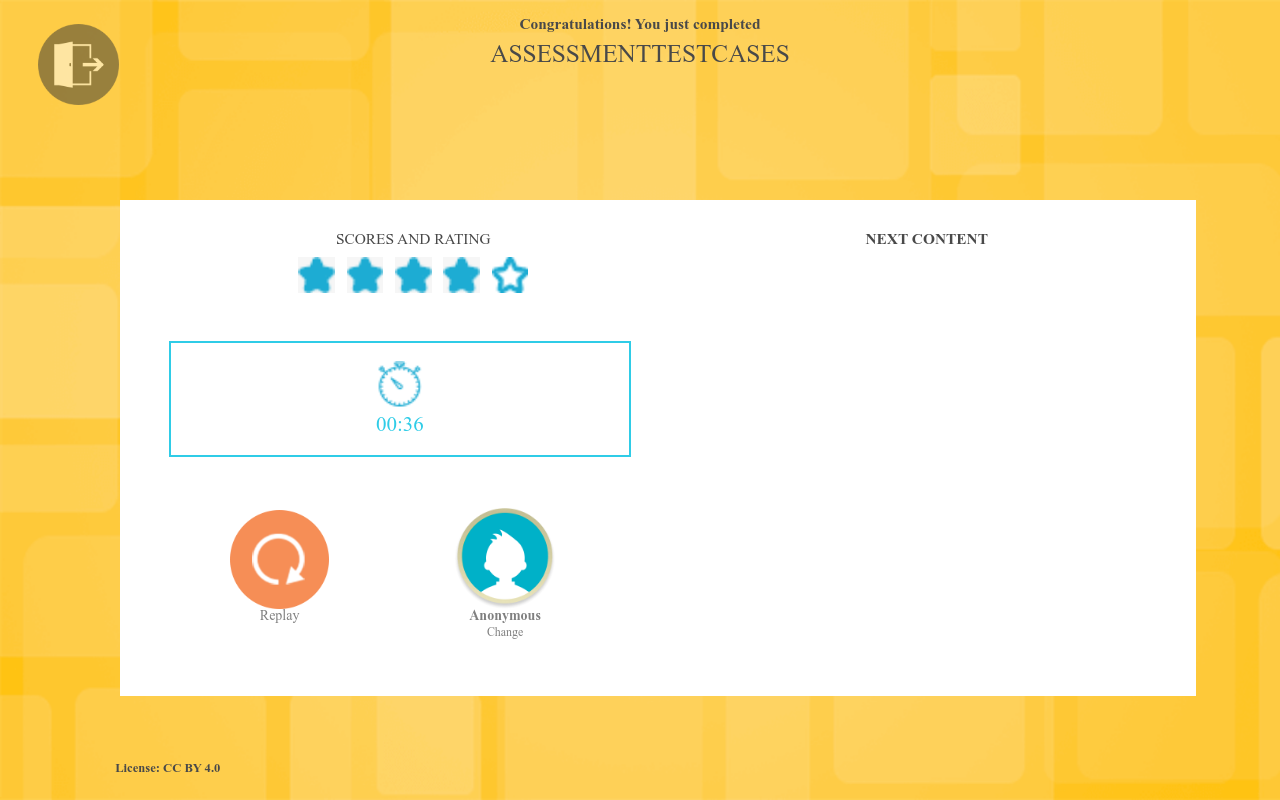 Congratulations! You just completed
ASSESSMENTTESTCASES
SCORES AND RATING
NEXT CONTENT
00:36
Replay
Anonymous
Change
License: CC BY 4.0